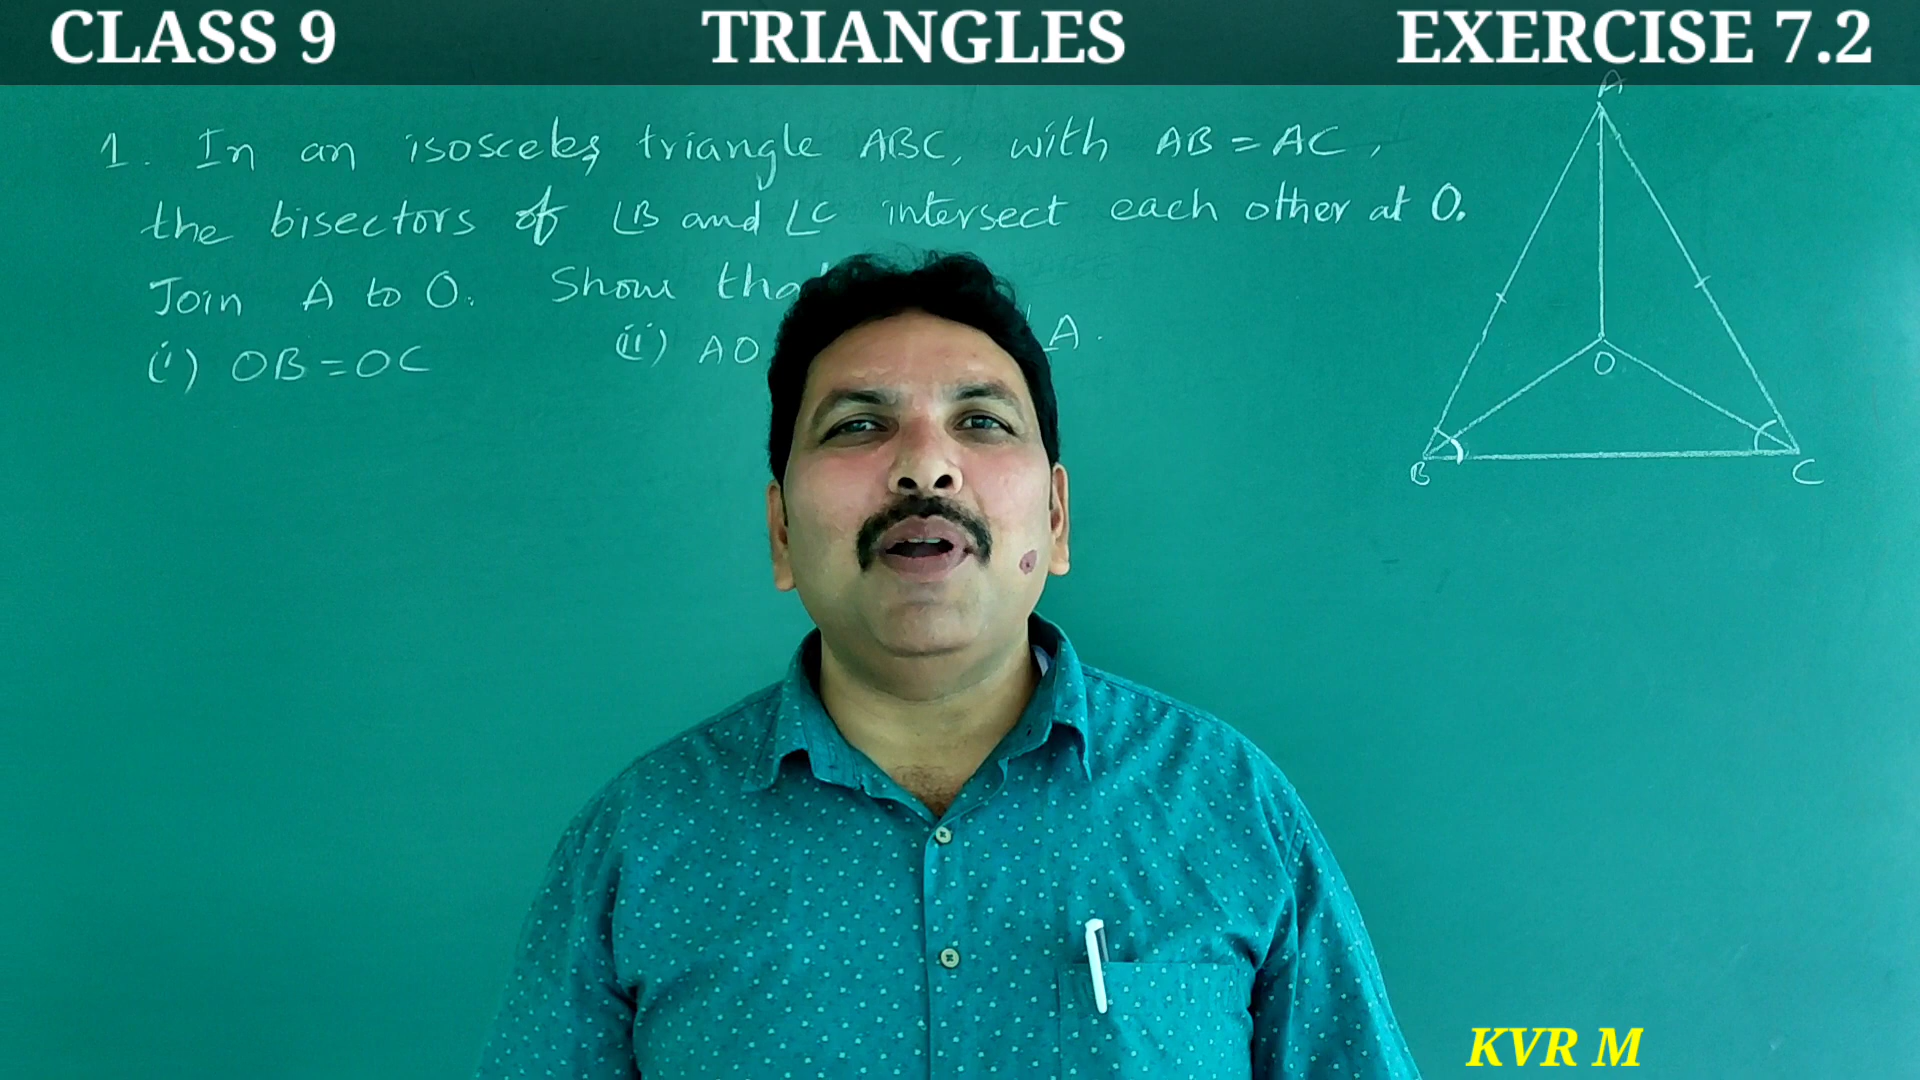 CLASS 9 TRIANGLES EXERCISE 7.2
1. In an isosceles triangle ABC, with AB = AC,
the bisectors of ∠B and ∠C intersect each other at O.
Join A to O. Show tha
(i) OB = OC (ii) AO ∠A.
A
O
B C
KVR M